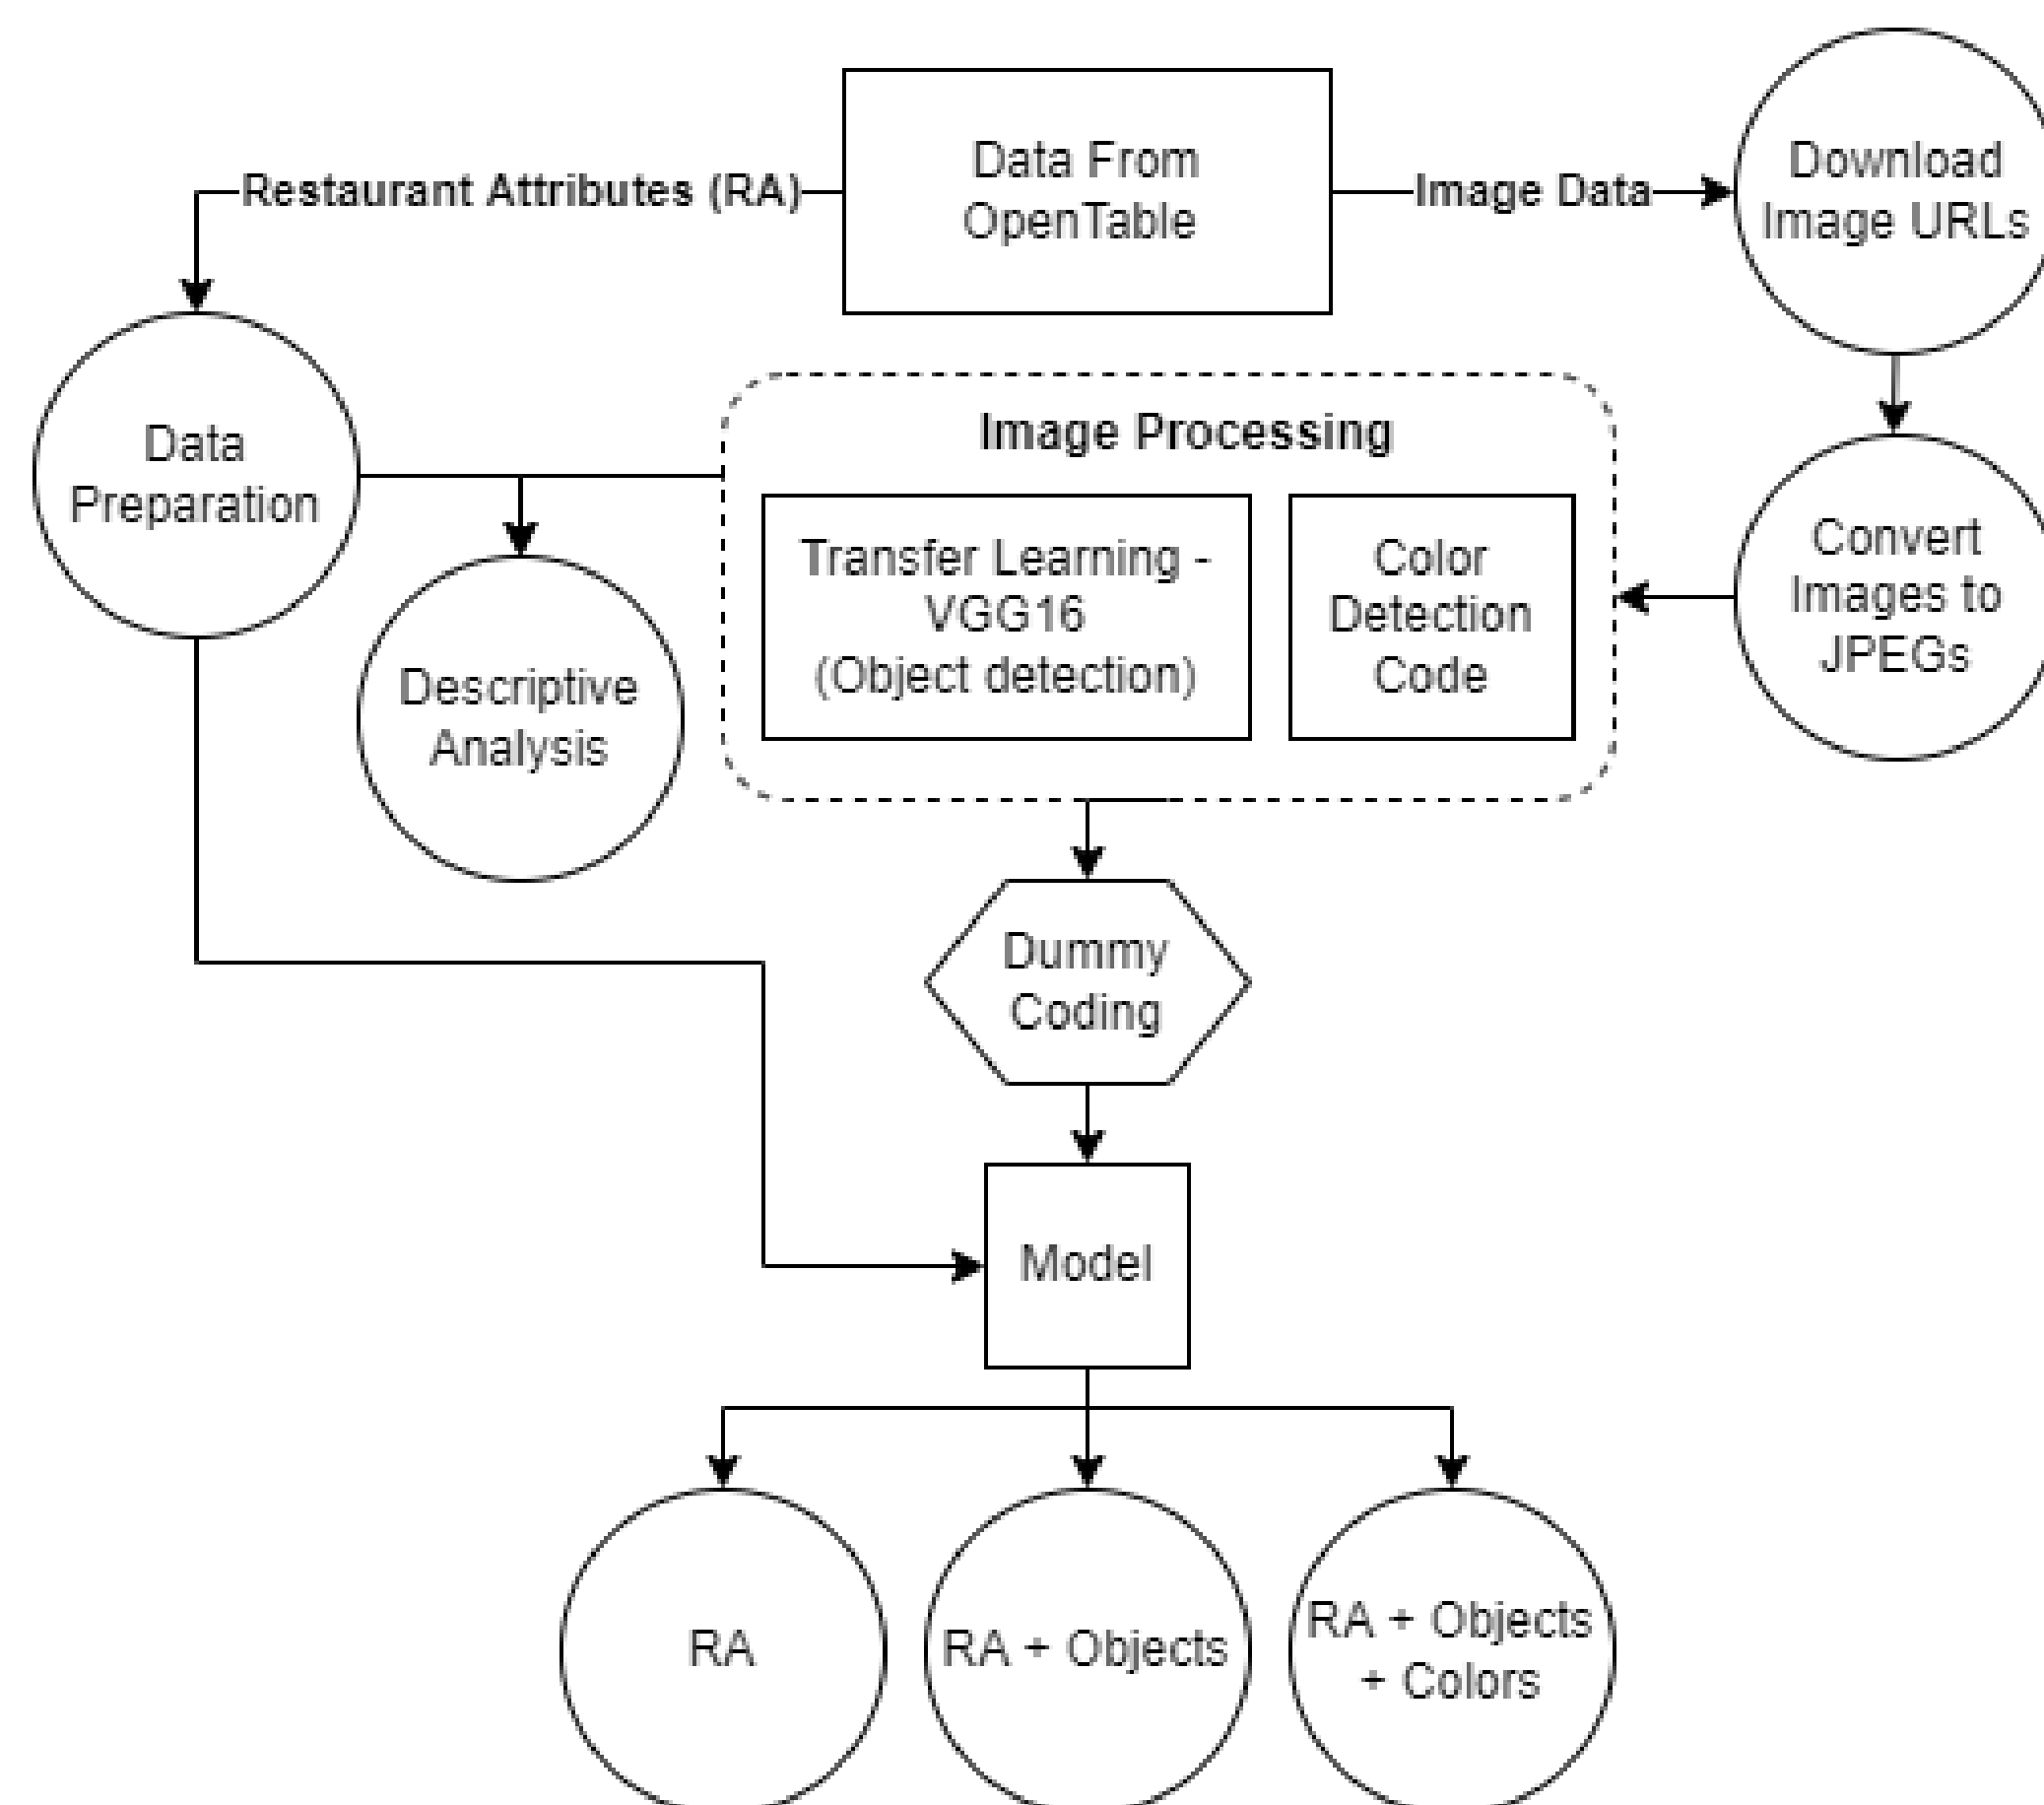 Data From
OpenTable
Restaurant Attributes (RA)
Image Data
Download
Image URLs
Data
Preparation
Image Processing
Transfer Learning -
VGG16
(Object detection)
Color
Detection
Code
Convert
Images to
JPEGs
Descriptive
Analysis
Dummy
Coding
Model
RA
RA + Objects
RA + Objects
+ Colors